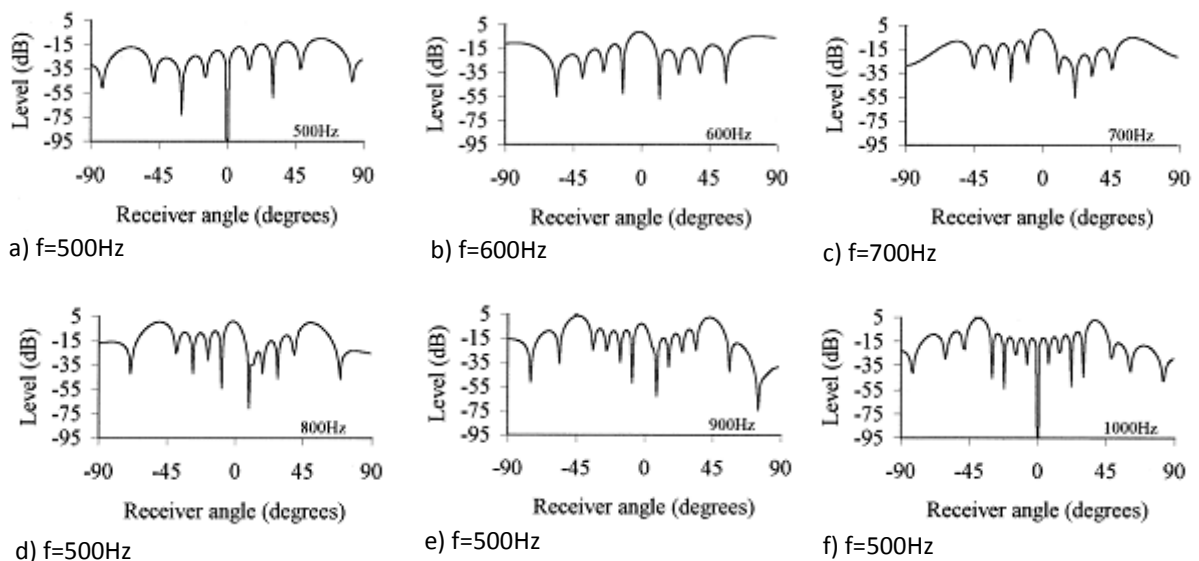 5
-15
-35
-55
-75
-95
Level (dB)
500Hz
-90 -45 0 45 90
Receiver angle (degrees)
a) f=500Hz
5
-15
-35
-55
-75
-95
Level (dB)
600Hz
-90 -45 0 45 90
Receiver angle (degrees)
b) f=600Hz
5
-15
-35
-55
-75
-95
Level (dB)
700Hz
-90 -45 0 45 90
Receiver angle (degrees)
c) f=700Hz
5
-15
-35
-55
-75
-95
Level (dB)
800Hz
-90 -45 0 45 90
Receiver angle (degrees)
d) f=500Hz
5
-15
-35
-55
-75
-95
Level (dB)
900Hz
-90 -45 0 45 90
Receiver angle (degrees)
e) f=500Hz
5
-15
-35
-55
-75
-95
Level (dB)
1000Hz
-90 -45 0 45 90
Receiver angle (degrees)
f) f=500Hz